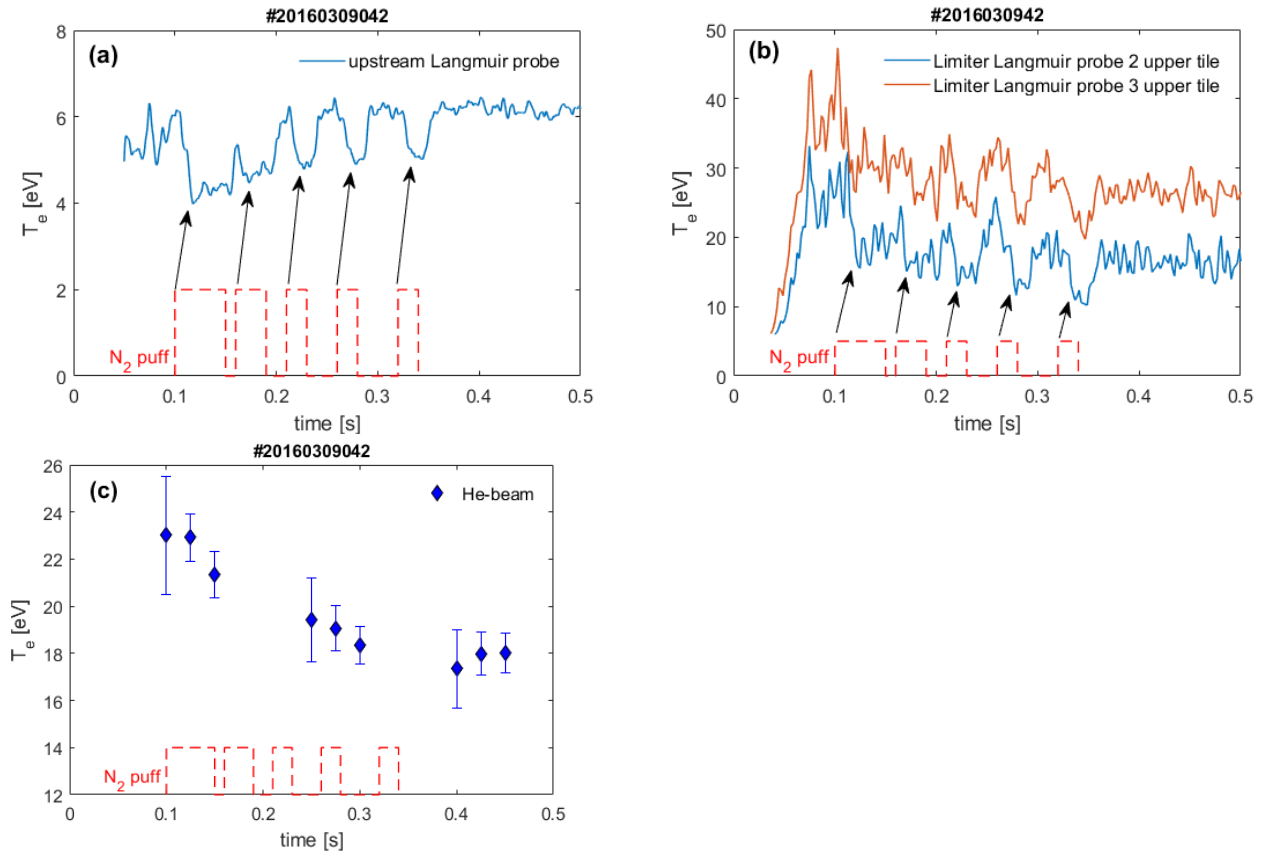 #20160309042
(a)
upstream Langmuir probe
T_e [eV]
8
6
4
2
0
N_2 puff
0
0.1
0.2
0.3
0.4
0.5
time [s]
#2016030942
(b)
Limiter Langmuir probe 2 upper tile
Limiter Langmuir probe 3 upper tile
T_e [eV]
50
40
30
20
10
0
N_2 puff
0
0.1
0.2
0.3
0.4
0.5
time [s]
#20160309042
(c)
He-beam
T_e [eV]
26
24
22
20
18
16
14
12
N_2 puff
0
0.1
0.2
0.3
0.4
0.5
time [s]